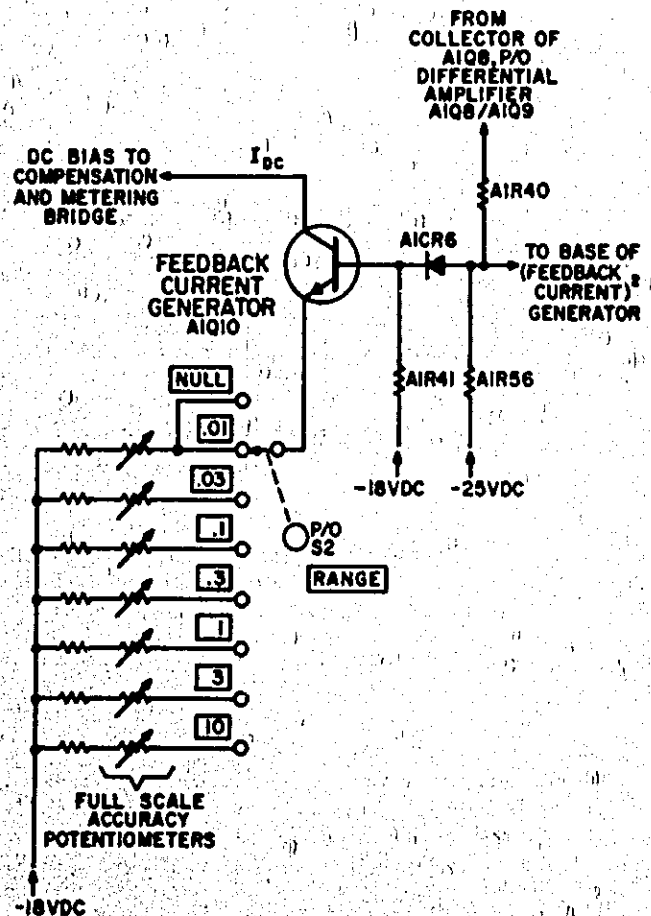 FROM
COLLECTOR OF
A1Q8, P/O
DIFFERENTIAL
AMPLIFIER
A1Q8/A1Q9
DC BIAS TO
COMPENSATION
AND METERING
BRIDGE
IDC
A1R40
A1CR6
TO BASE OF
(FEEDBACK
CURRENT)²
GENERATOR
FEEDBACK
CURRENT
GENERATOR
A1Q10
A1R41
A1R56
-18VDC
-25VDC
NULL
.01
.03
.1
.3
1
3
10
P/O
S2
RANGE
FULL SCALE
ACCURACY
POTENTIOMETERS
-18VDC